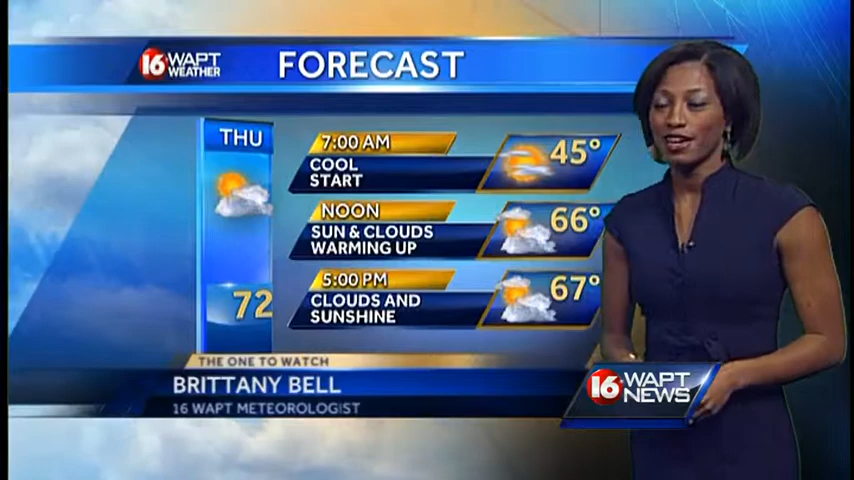 16 WAPT WEATHER
FORECAST
THU
72
7:00 AM
COOL START
45°
NOON
SUN & CLOUDS WARMING UP
66°
5:00 PM
CLOUDS AND SUNSHINE
67°
THE ONE TO WATCH
BRITTANY BELL
16 WAPT METEOROLOGIST
16 WAPT NEWS